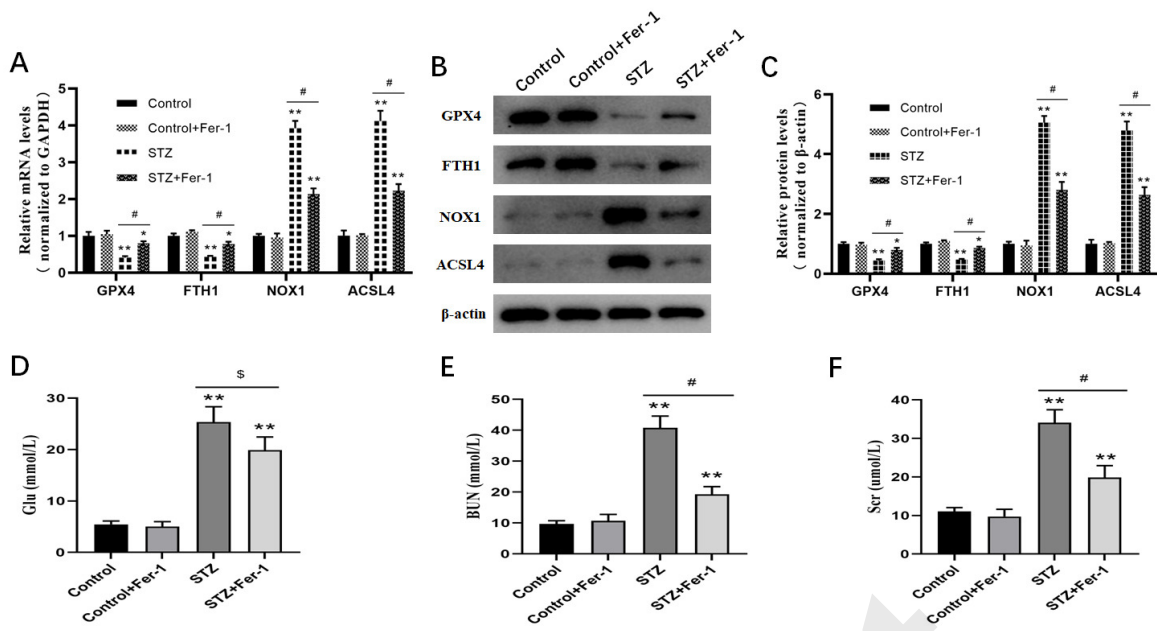 A
Relative mRNA levels
( normalized to GAPDH)
5
4
3
2
1
0
Control
Control+Fer-1
STZ
STZ+Fer-1
#
**
*
#
**
*
#
**
**
#
**
**
GPX4 FTH1 NOX1 ACSL4
B
Control Control+Fer-1 STZ STZ+Fer-1
GPX4
FTH1
NOX1
ACSL4
β-actin
C
Relative protein levels
( normalized to β-actin)
6
4
2
0
Control
Control+Fer-1
STZ
STZ+Fer-1
#
**
*
#
**
*
#
**
**
#
**
**
GPX4 FTH1 NOX1 ACSL4
D
Glu (mmol/L)
30
20
10
0
$
**
**
Control Control+Fer-1 STZ STZ+Fer-1
E
BUN (mmol/L)
50
40
30
20
10
0
#
**
**
Control Control+Fer-1 STZ STZ+Fer-1
F
Scr (umol/L)
40
30
20
10
0
#
**
**
Control Control+Fer-1 STZ STZ+Fer-1